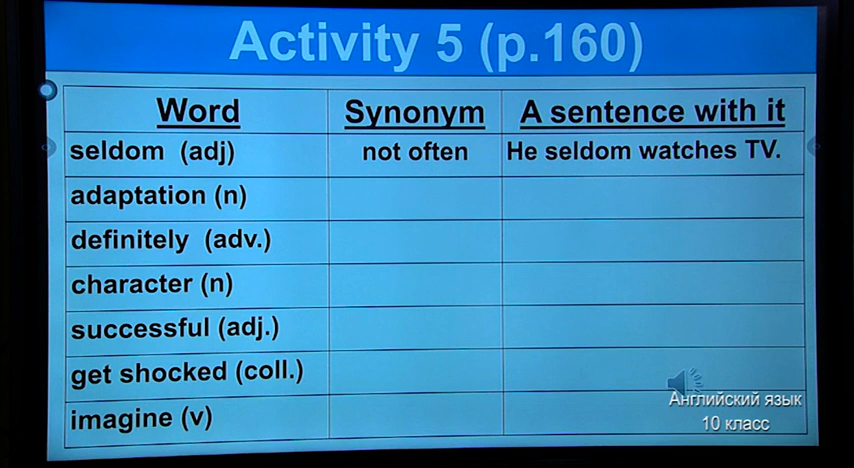 Activity 5 (p.160)
Word Synonym A sentence with it
seldom (adj) not often He seldom watches TV.
adaptation (n)
definitely (adv.)
character (n)
successful (adj.)
get shocked (coll.)
imagine (v)
Английский язык
10 класс